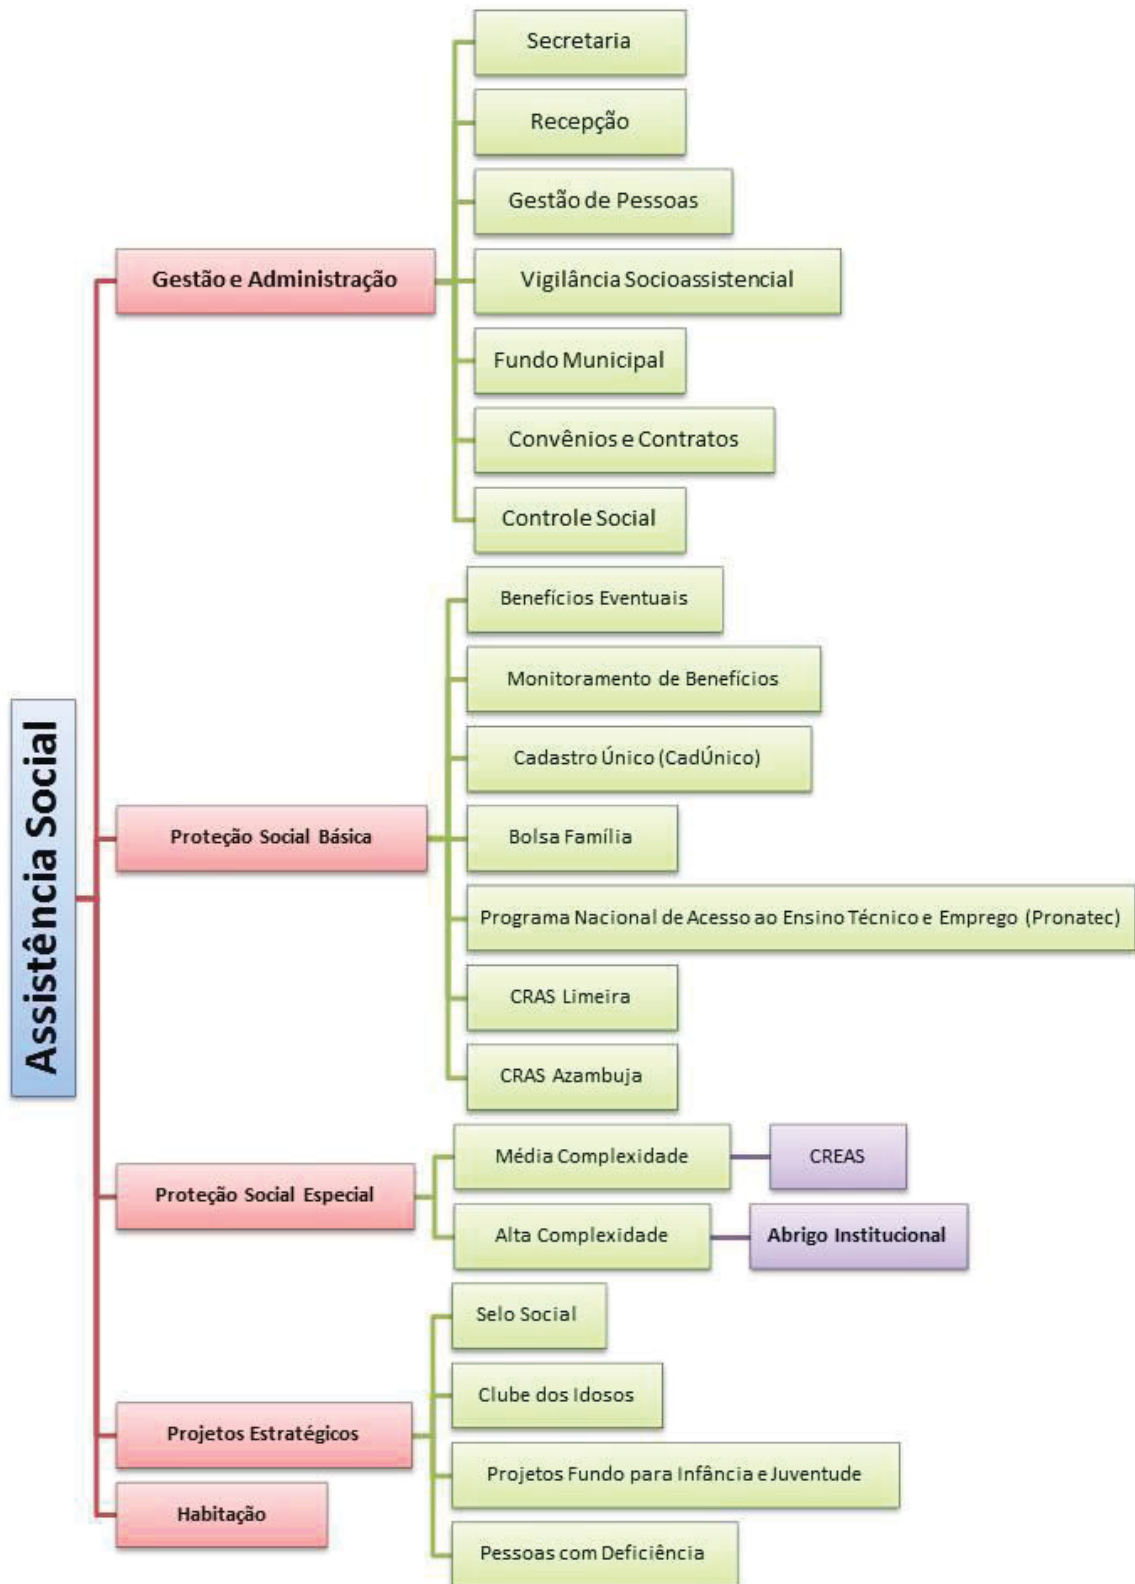 Assistência Social
Gestão e Administração
Secretaria
Recepção
Gestão de Pessoas
Vigilância Socioassistencial
Fundo Municipal
Convênios e Contratos
Controle Social
Proteção Social Básica
Benefícios Eventuais
Monitoramento de Benefícios
Cadastro Único (CadÚnico)
Bolsa Família
Programa Nacional de Acesso ao Ensino Técnico e Emprego (Pronatec)
CRAS Limeira
CRAS Azambuja
Proteção Social Especial
Média Complexidade
CREAS
Alta Complexidade
Abrigo Institucional
Projetos Estratégicos
Selo Social
Clube dos Idosos
Projetos Fundo para Infância e Juventude
Pessoas com Deficiência
Habitação